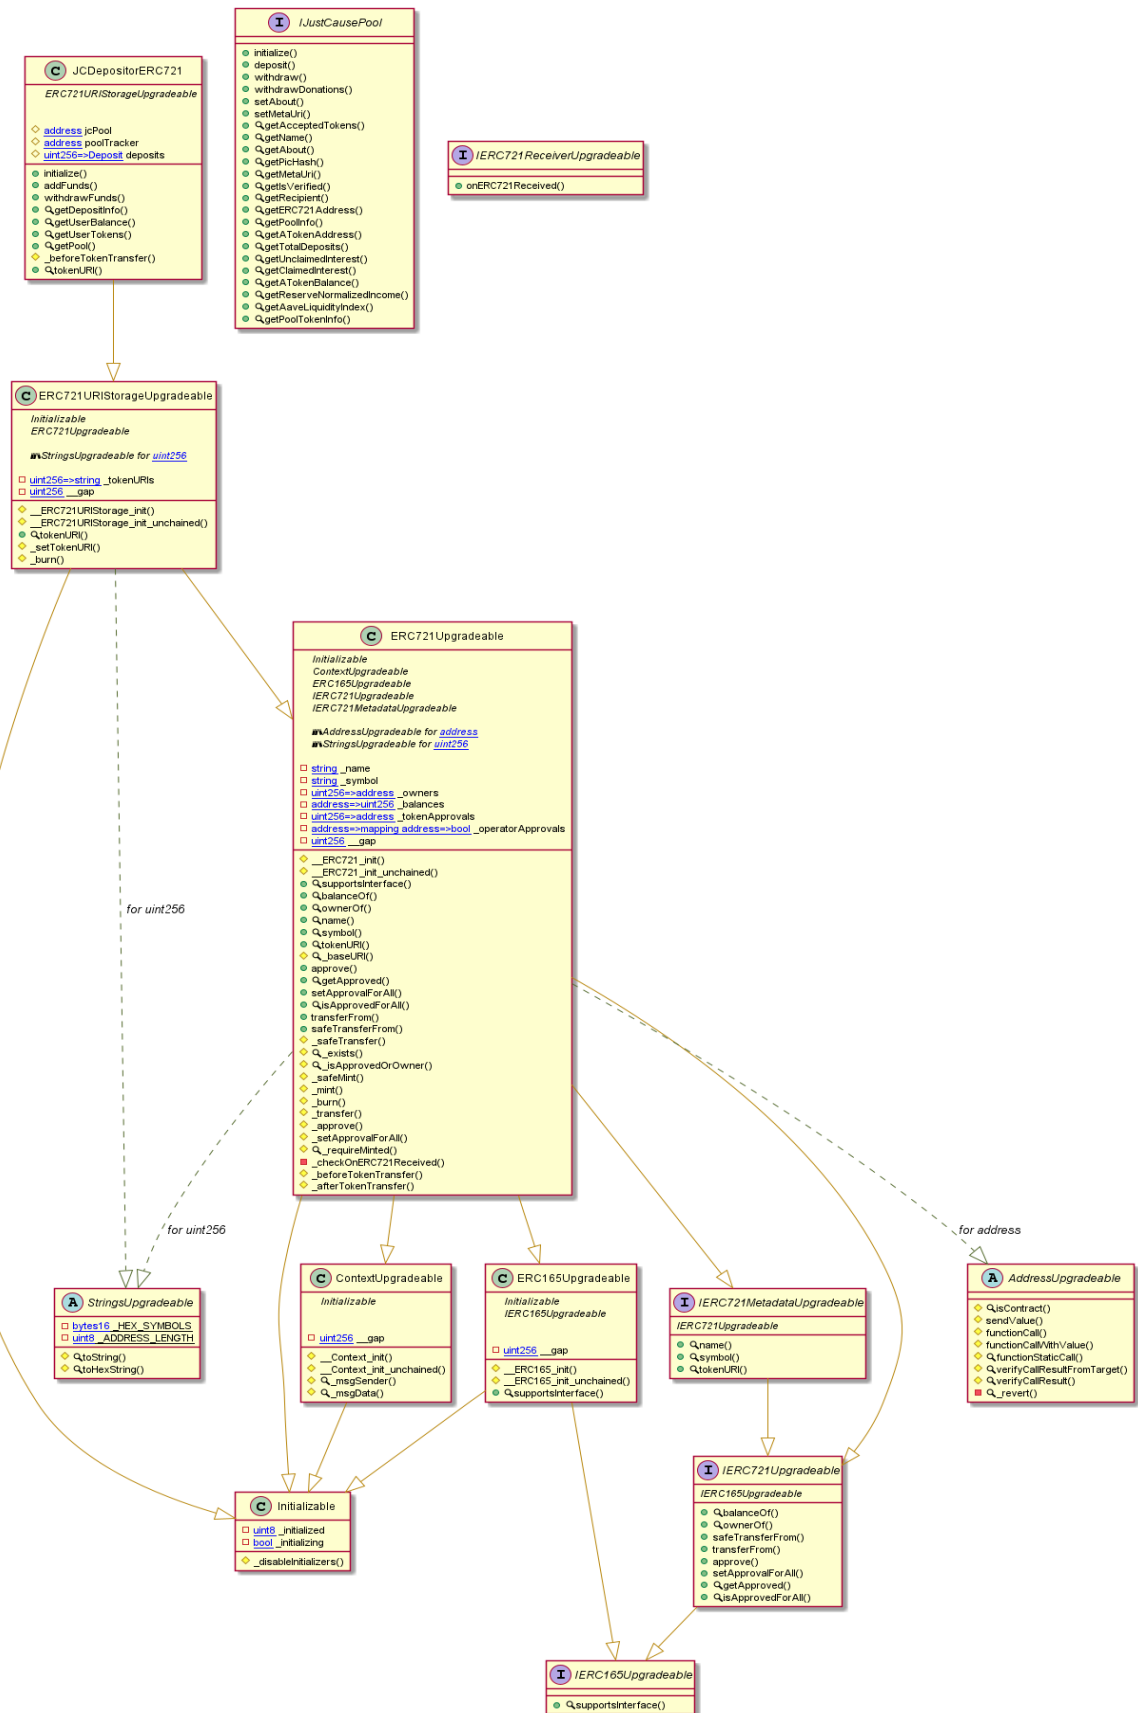 I IJustCausePool
initialize()
deposit()
withdraw()
withdrawDonations()
setAbout()
setMetaUri()
getAcceptedTokens()
getName()
getAbout()
getPicHash()
getMetaUri()
getIsVerified()
getRecipient()
getERC721Address()
getPoolInfo()
getATokenAddress()
getTotalDeposits()
getUnclaimedInterest()
getClaimedInterest()
getATokenBalance()
getReserveNormalizedIncome()
getAaveLiquidityIndex()
getPoolTokenInfo()
C JCDepositorERC721
ERC721URIStorageUpgradeable
address jcPool
address poolTracker
uint256=>Deposit deposits
initialize()
addFunds()
withdrawFunds()
getDepositInfo()
getUserBalance()
getUserTokens()
getPool()
_beforeTokenTransfer()
tokenURI()
I IERC721ReceiverUpgradeable
onERC721Received()
C ERC721URIStorageUpgradeable
Initializable
ERC721Upgradeable
StringsUpgradeable for uint256
uint256=>string _tokenURIs
uint256 __gap
__ERC721URIStorage_init()
__ERC721URIStorage_init_unchained()
tokenURI()
_setTokenURI()
_burn()
C ERC721Upgradeable
Initializable
ContextUpgradeable
ERC165Upgradeable
IERC721Upgradeable
IERC721MetadataUpgradeable
AddressUpgradeable for address
StringsUpgradeable for uint256
string _name
string _symbol
uint256=>address _owners
address=>uint256 _balances
uint256=>address _tokenApprovals
address=>mapping address=>bool _operatorApprovals
uint256 __gap
__ERC721_init()
__ERC721_init_unchained()
supportsInterface()
balanceOf()
ownerOf()
name()
symbol()
tokenURI()
_baseURI()
approve()
getApproved()
setApprovalForAll()
isApprovedForAll()
transferFrom()
safeTransferFrom()
_safeTransfer()
_exists()
_isApprovedOrOwner()
_safeMint()
_mint()
_burn()
_transfer()
_approve()
_setApprovalForAll()
_requireMinted()
_checkOnERC721Received()
_beforeTokenTransfer()
_afterTokenTransfer()
for uint256
for uint256
for address
A StringsUpgradeable
bytes16 _HEX_SYMBOLS
uint8 _ADDRESS_LENGTH
toString()
toHexString()
C ContextUpgradeable
Initializable
uint256 __gap
__Context_init()
__Context_init_unchained()
_msgSender()
_msgData()
C ERC165Upgradeable
Initializable
IERC165Upgradeable
uint256 __gap
__ERC165_init()
__ERC165_init_unchained()
supportsInterface()
I IERC721MetadataUpgradeable
IERC721Upgradeable
name()
symbol()
tokenURI()
A AddressUpgradeable
isContract()
sendValue()
functionCall()
functionCallWithValue()
functionStaticCall()
verifyCallResultFromTarget()
verifyCallResult()
_revert()
C Initializable
uint8 _initialized
bool _initializing
_disableInitializers()
I IERC721Upgradeable
IERC165Upgradeable
balanceOf()
ownerOf()
safeTransferFrom()
transferFrom()
approve()
setApprovalForAll()
getApproved()
isApprovedForAll()
I IERC165Upgradeable
supportsInterface()